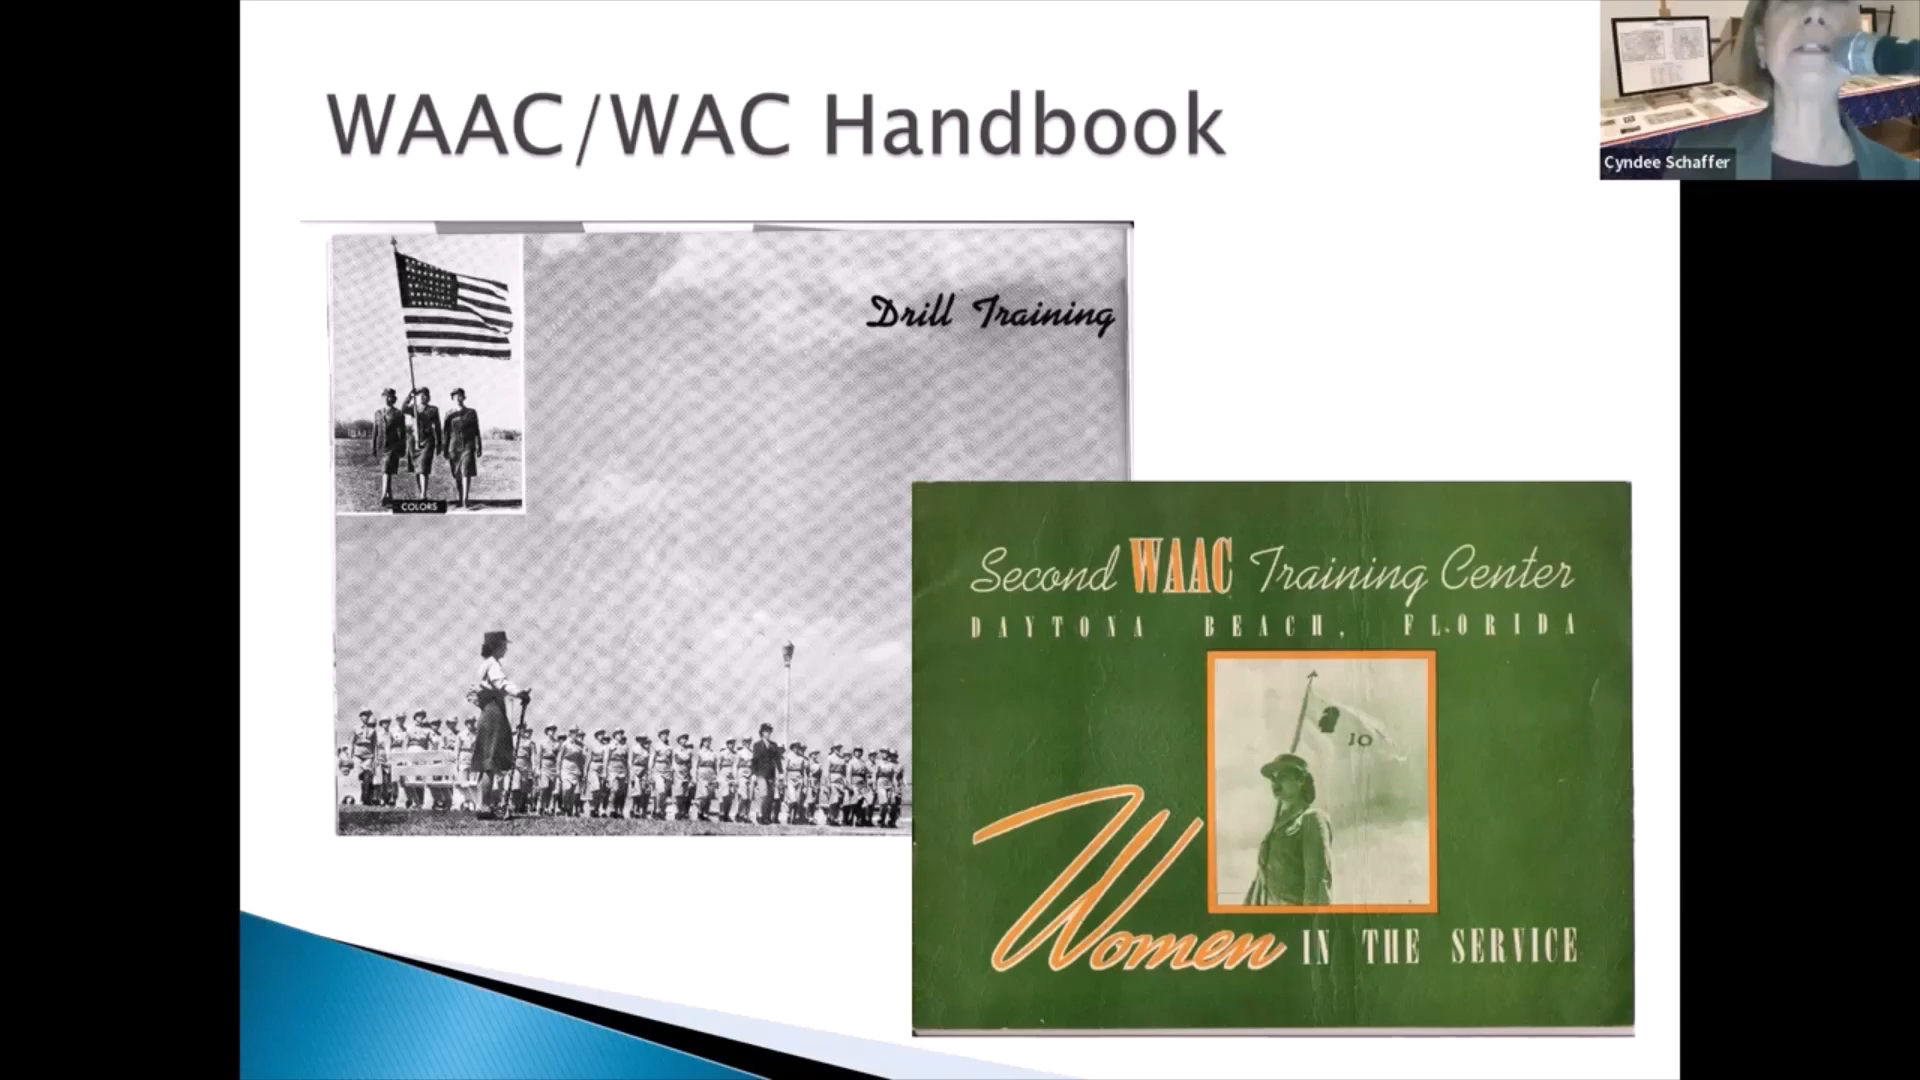 WAAC/WAC Handbook
Cyndee Schaffer
Drill Training
COLORS
Second WAAC Training Center
DAYTONA BEACH, FLORIDA
10
Women IN THE SERVICE